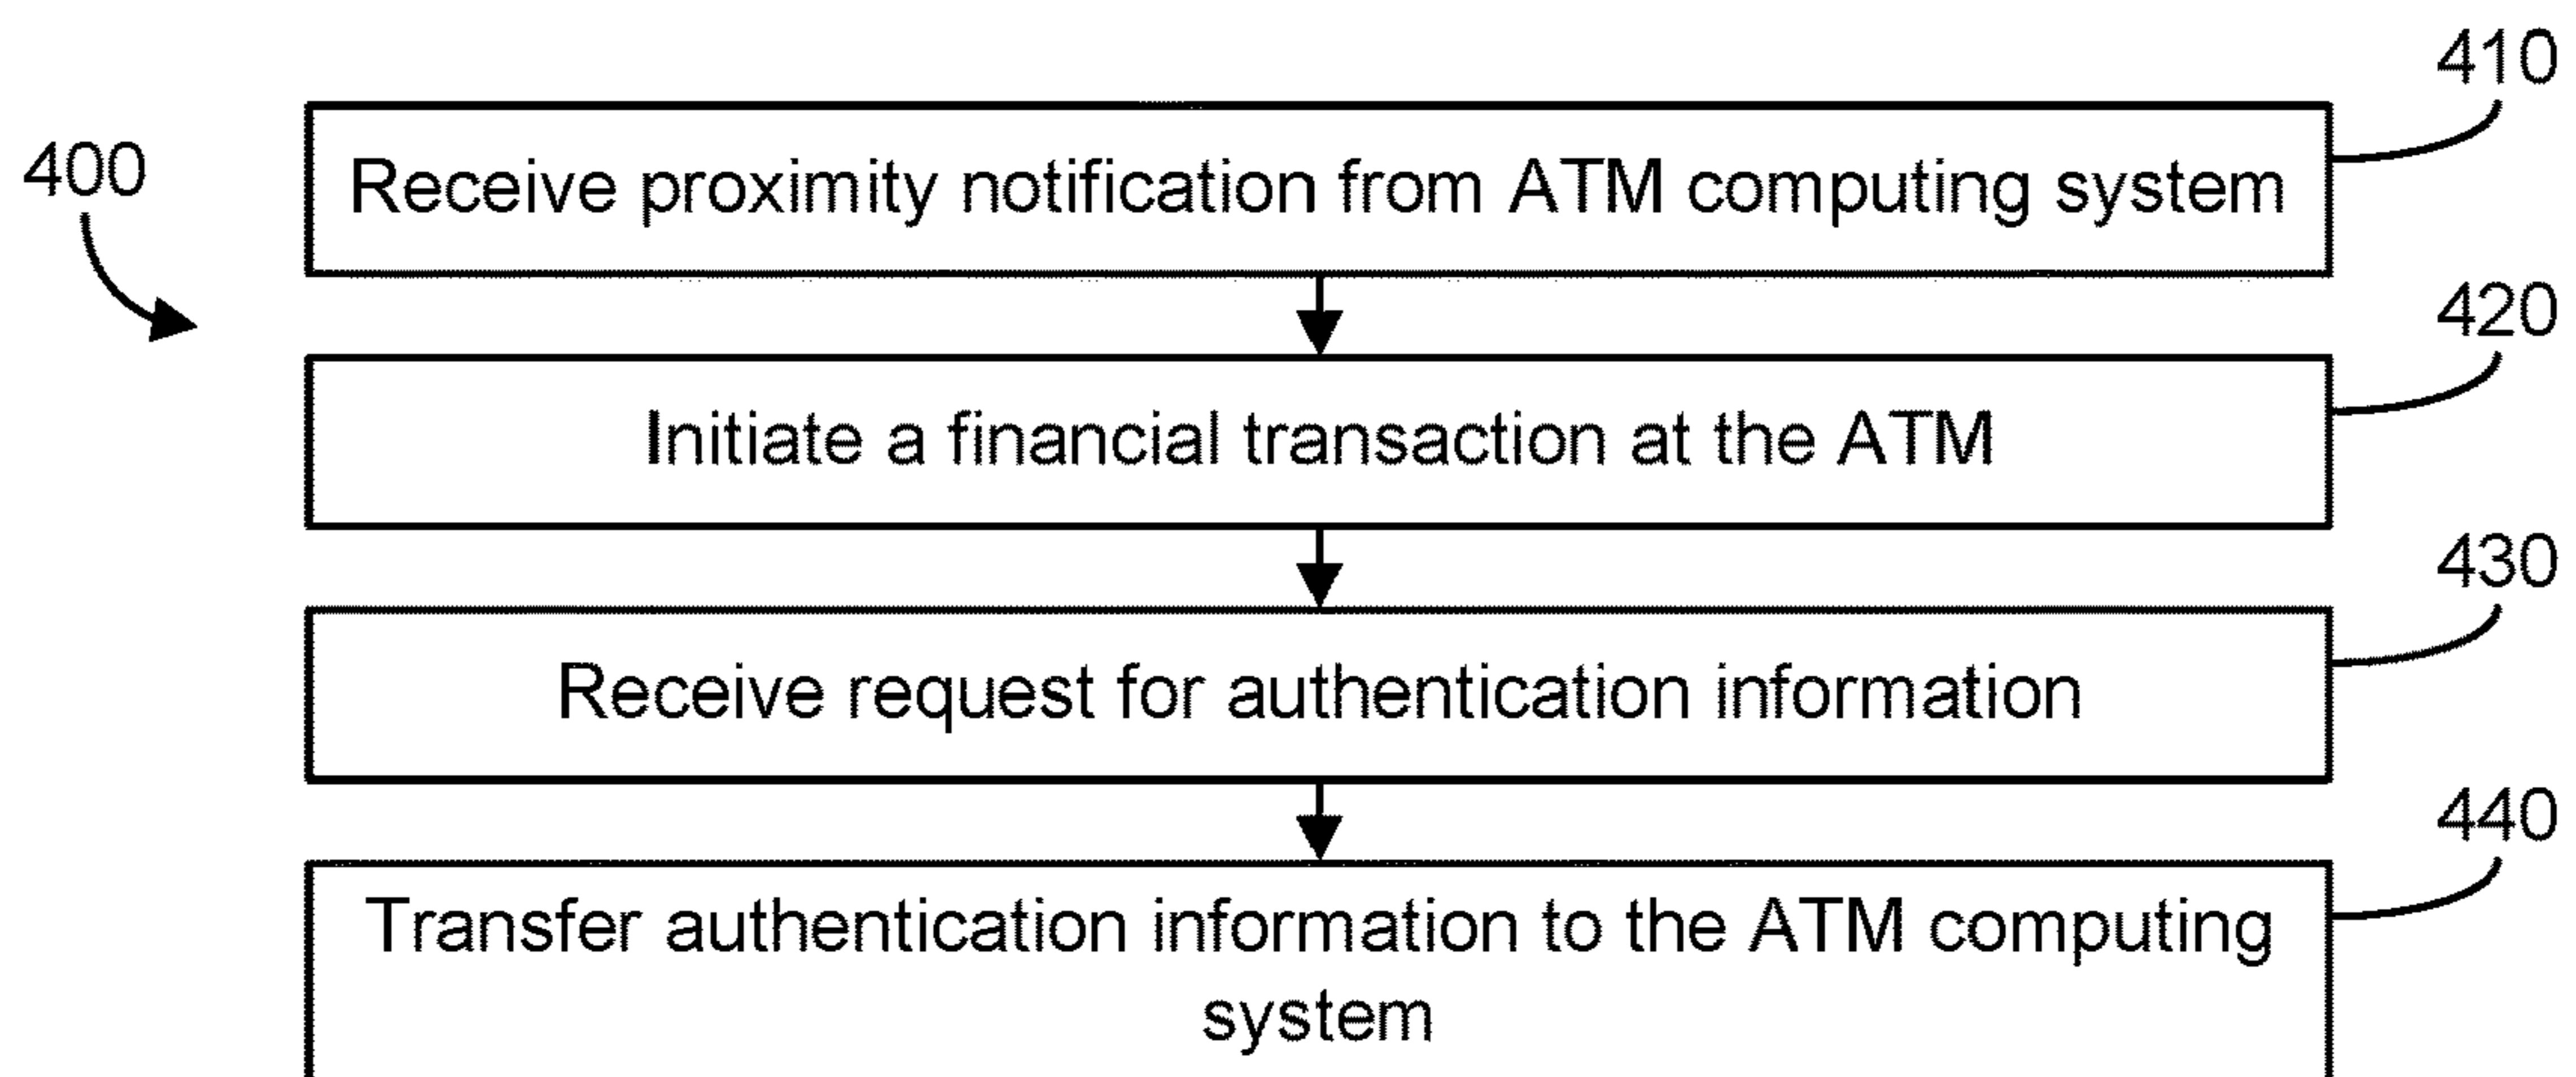 410
400
Receive proximity notification from ATM computing system
420
Initiate a financial transaction at the ATM
430
Receive request for authentication information
440
Transfer authentication information to the ATM computing
system